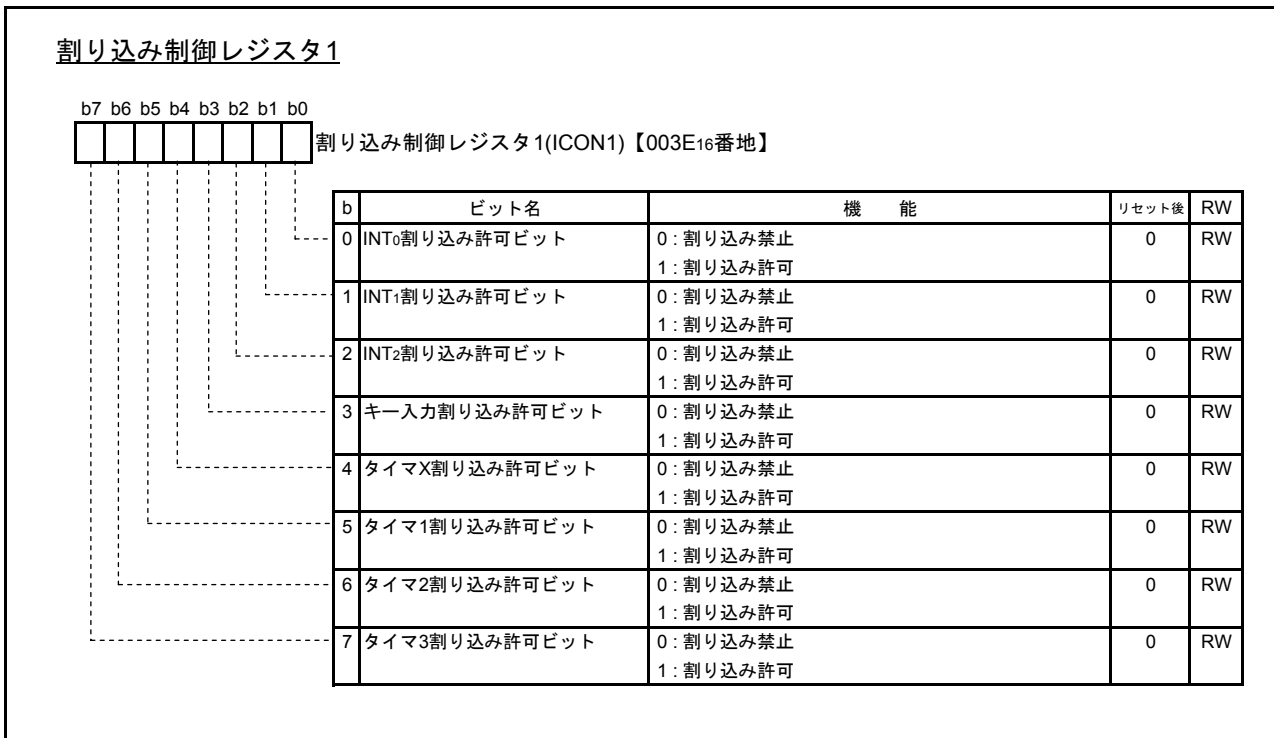 割り込み制御レジスタ1
b7 b6 b5 b4 b3 b2 b1 b0
割り込み制御レジスタ1(ICON1)【003E16番地】
b ビット名 機 能 リセット後 RW
0 INT0割り込み許可ビット 0 : 割り込み禁止 0 RW
1 : 割り込み許可
1 INT1割り込み許可ビット 0 : 割り込み禁止 0 RW
1 : 割り込み許可
2 INT2割り込み許可ビット 0 : 割り込み禁止 0 RW
1 : 割り込み許可
3 キー入力割り込み許可ビット 0 : 割り込み禁止 0 RW
1 : 割り込み許可
4 タイマX割り込み許可ビット 0 : 割り込み禁止 0 RW
1 : 割り込み許可
5 タイマ1割り込み許可ビット 0 : 割り込み禁止 0 RW
1 : 割り込み許可
6 タイマ2割り込み許可ビット 0 : 割り込み禁止 0 RW
1 : 割り込み許可
7 タイマ3割り込み許可ビット 0 : 割り込み禁止 0 RW
1 : 割り込み許可